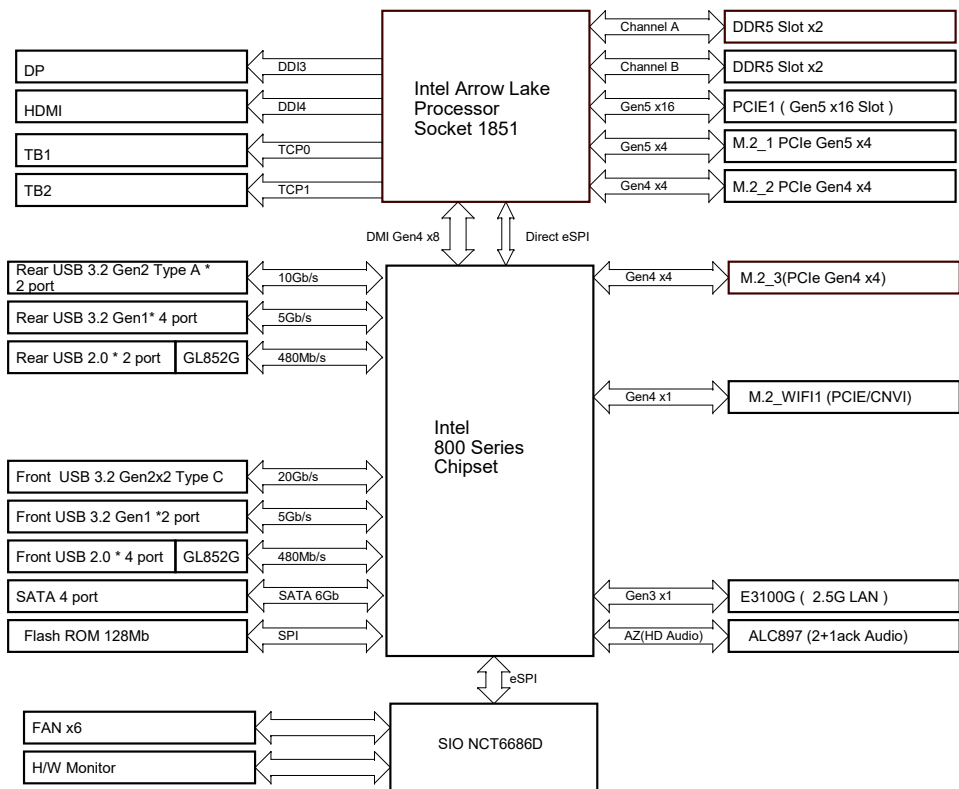 Channel A
DDR5 Slot x2
DP
DDI3
Intel Arrow Lake
Processor
Socket 1851
Channel B
DDR5 Slot x2
HDMI
DDI4
Gen5 x16
PCIE1 ( Gen5 x16 Slot )
TB1
TCP0
Gen5 x4
M.2_1 PCIe Gen5 x4
TB2
TCP1
Gen4 x4
M.2_2 PCIe Gen4 x4
DMI Gen4 x8
Direct eSPI
Rear USB 3.2 Gen2 Type A *
2 port
10Gb/s
Gen4 x4
M.2_3(PCIe Gen4 x4)
Rear USB 3.2 Gen1* 4 port
5Gb/s
Rear USB 2.0 * 2 port
GL852G
480Mb/s
Gen4 x1
M.2_WIFI1 (PCIE/CNVI)
Intel
800 Series
Chipset
Front  USB 3.2 Gen2x2 Type C
20Gb/s
Front USB 3.2 Gen1 *2 port
5Gb/s
Front USB 2.0 * 4 port
GL852G
480Mb/s
SATA 4 port
SATA 6Gb
Gen3 x1
E3100G (  2.5G LAN )
Flash ROM 128Mb
SPI
AZ(HD Audio)
ALC897 (2+1ack Audio)
eSPI
FAN x6
SIO NCT6686D
H/W Monitor